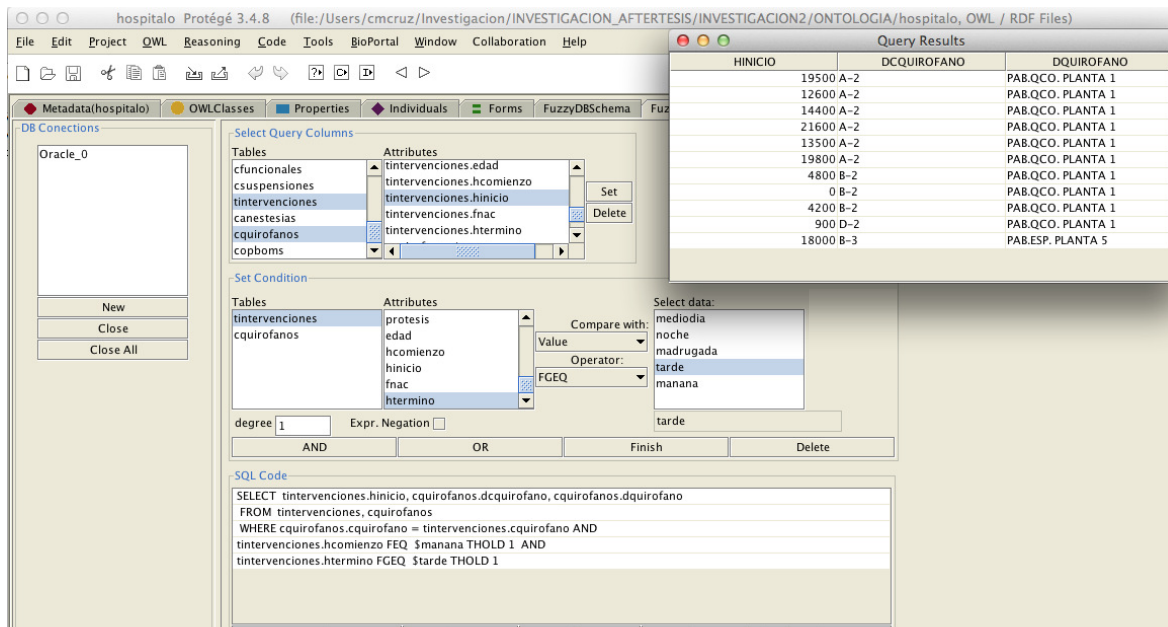 hospitalo Protégé 3.4.8 (file:/Users/cmcruz/Investigacion/INVESTIGACION_AFTERTESIS/INVESTIGACION2/ONTOLOGIA/hospitalo, OWL / RDF Files)
File Edit Project OWL Reasoning Code Tools BioPortal Window Collaboration Help
Metadata(hospitalo) OWLClasses Properties Individuals Forms FuzzyDBSchema Fuz
DB Conections
Oracle_0
New
Close
Close All
Select Query Columns
Tables Attributes
cfuncionales
csuspensiones
tintervenciones
canestesias
cquirofanos
copboms
tintervenciones.edad
tintervenciones.hcomienzo
tintervenciones.hinicio
tintervenciones.fnac
tintervenciones.htermino
Set
Delete
Set Condition
Tables Attributes Select data:
tintervenciones
cquirofanos
protesis
edad
hcomienzo
hinicio
fnac
htermino
Compare with:
Value
Operator:
FGEQ
mediodia
noche
madrugada
tarde
manana
degree 1 Expr. Negation tarde
AND OR Finish Delete
SQL Code
SELECT tintervenciones.hinicio, cquirofanos.dcquirofano, cquirofanos.dquirofano
FROM tintervenciones, cquirofanos
WHERE cquirofanos.cquirofano = tintervenciones.cquirofano AND
tintervenciones.hcomienzo FEQ $manana THOLD 1 AND
tintervenciones.htermino FGEQ $tarde THOLD 1
Query Results
HINICIO DCQUIROFANO DQUIROFANO
19500 A-2 PAB.QCO. PLANTA 1
12600 A-2 PAB.QCO. PLANTA 1
14400 A-2 PAB.QCO. PLANTA 1
21600 A-2 PAB.QCO. PLANTA 1
13500 A-2 PAB.QCO. PLANTA 1
19800 A-2 PAB.QCO. PLANTA 1
4800 B-2 PAB.QCO. PLANTA 1
0 B-2 PAB.QCO. PLANTA 1
4200 B-2 PAB.QCO. PLANTA 1
900 D-2 PAB.QCO. PLANTA 1
18000 B-3 PAB.ESP. PLANTA 5